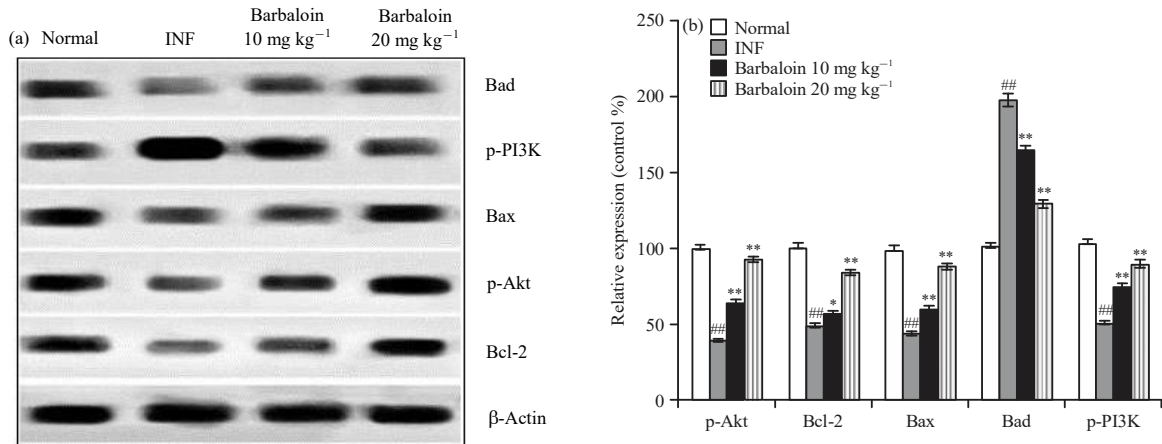 (a)
Normal
INF
Barbaloin
10 mg kg⁻¹
Barbaloin
20 mg kg⁻¹
Bad
p-PI3K
Bax
p-Akt
Bcl-2
β-Actin
(b)
Normal
INF
Barbaloin 10 mg kg⁻¹
Barbaloin 20 mg kg⁻¹
Relative expression (control %)
250
200
150
100
50
0
## ** **
## * **
## ** **
## ** **
## ** **
p-Akt Bcl-2 Bax Bad p-PI3K